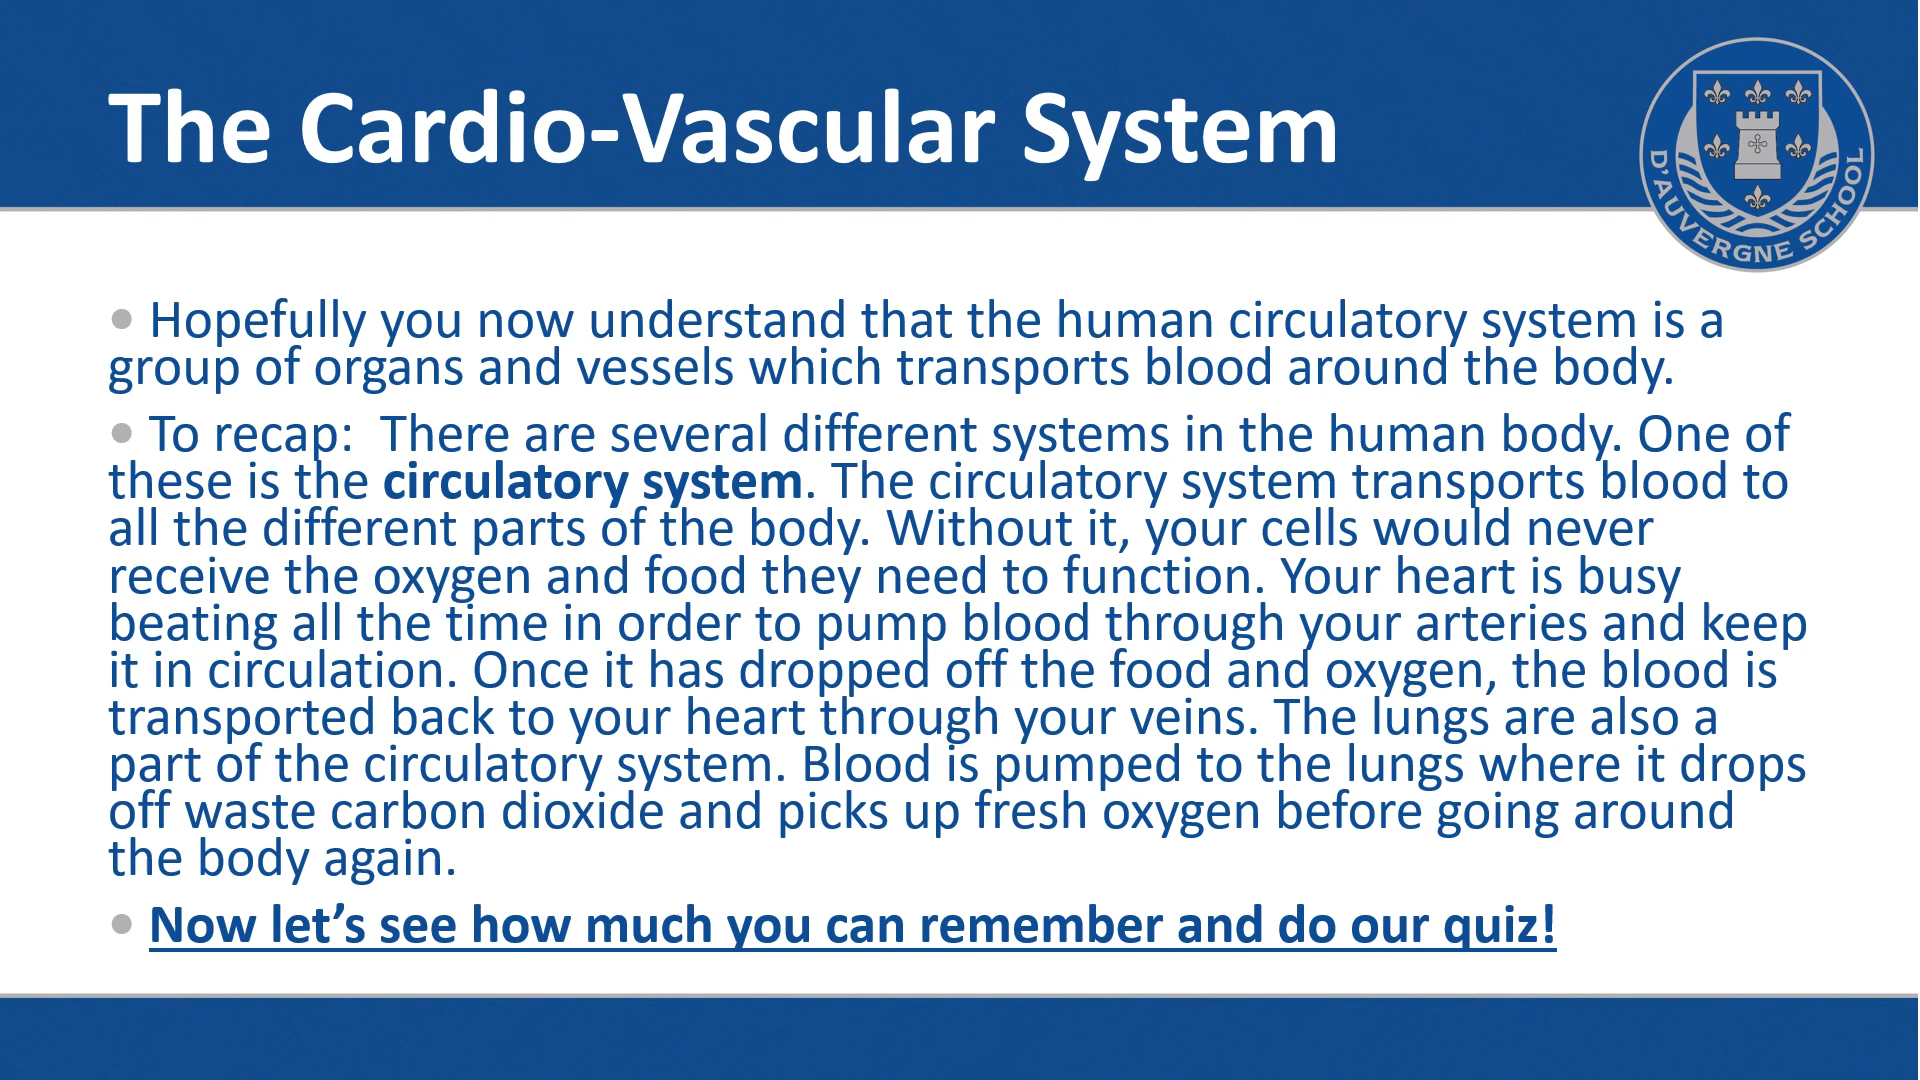 The Cardio-Vascular System
D'AUVERGNE SCHOOL
• Hopefully you now understand that the human circulatory system is a
group of organs and vessels which transports blood around the body.
• To recap:  There are several different systems in the human body. One of
these is the circulatory system. The circulatory system transports blood to
all the different parts of the body. Without it, your cells would never
receive the oxygen and food they need to function. Your heart is busy
beating all the time in order to pump blood through your arteries and keep
it in circulation. Once it has dropped off the food and oxygen, the blood is
transported back to your heart through your veins. The lungs are also a
part of the circulatory system. Blood is pumped to the lungs where it drops
off waste carbon dioxide and picks up fresh oxygen before going around
the body again.
• Now let’s see how much you can remember and do our quiz!